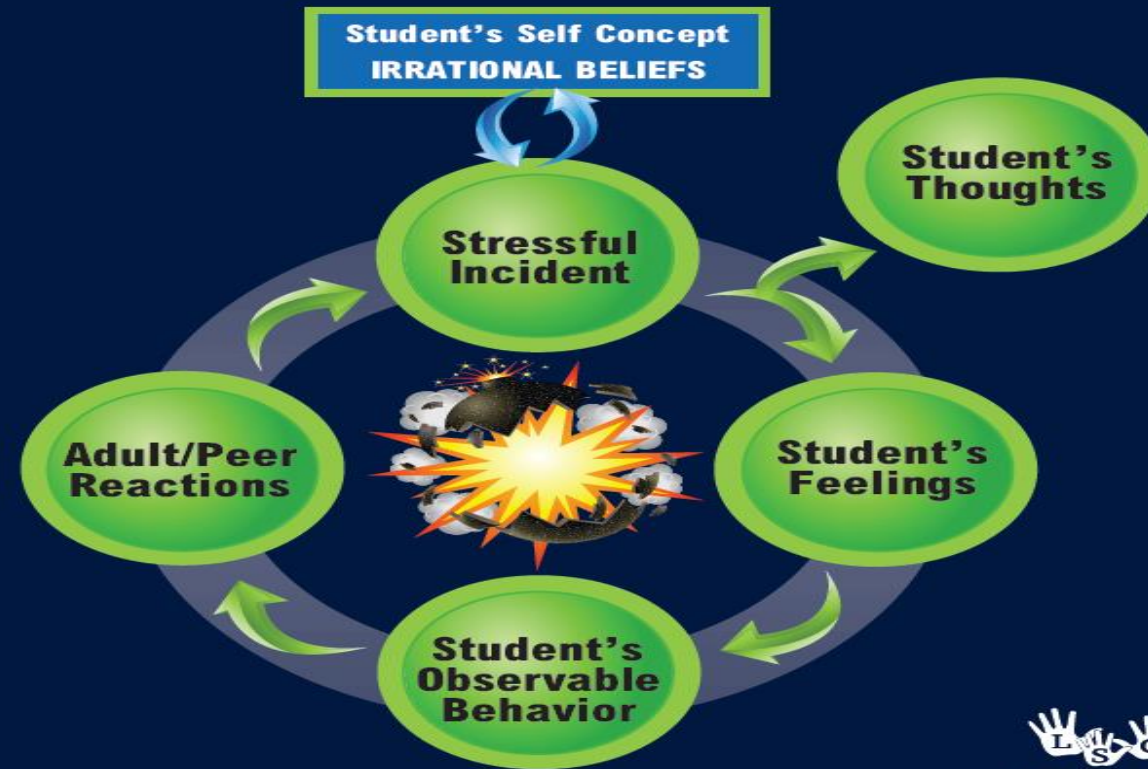 Student's Self Concept
IRRATIONAL BELIEFS
Student's
Thoughts
Stressful
Incident
Adult/Peer
Reactions
Student's
Feelings
Student's
Observable
Behavior
L
S